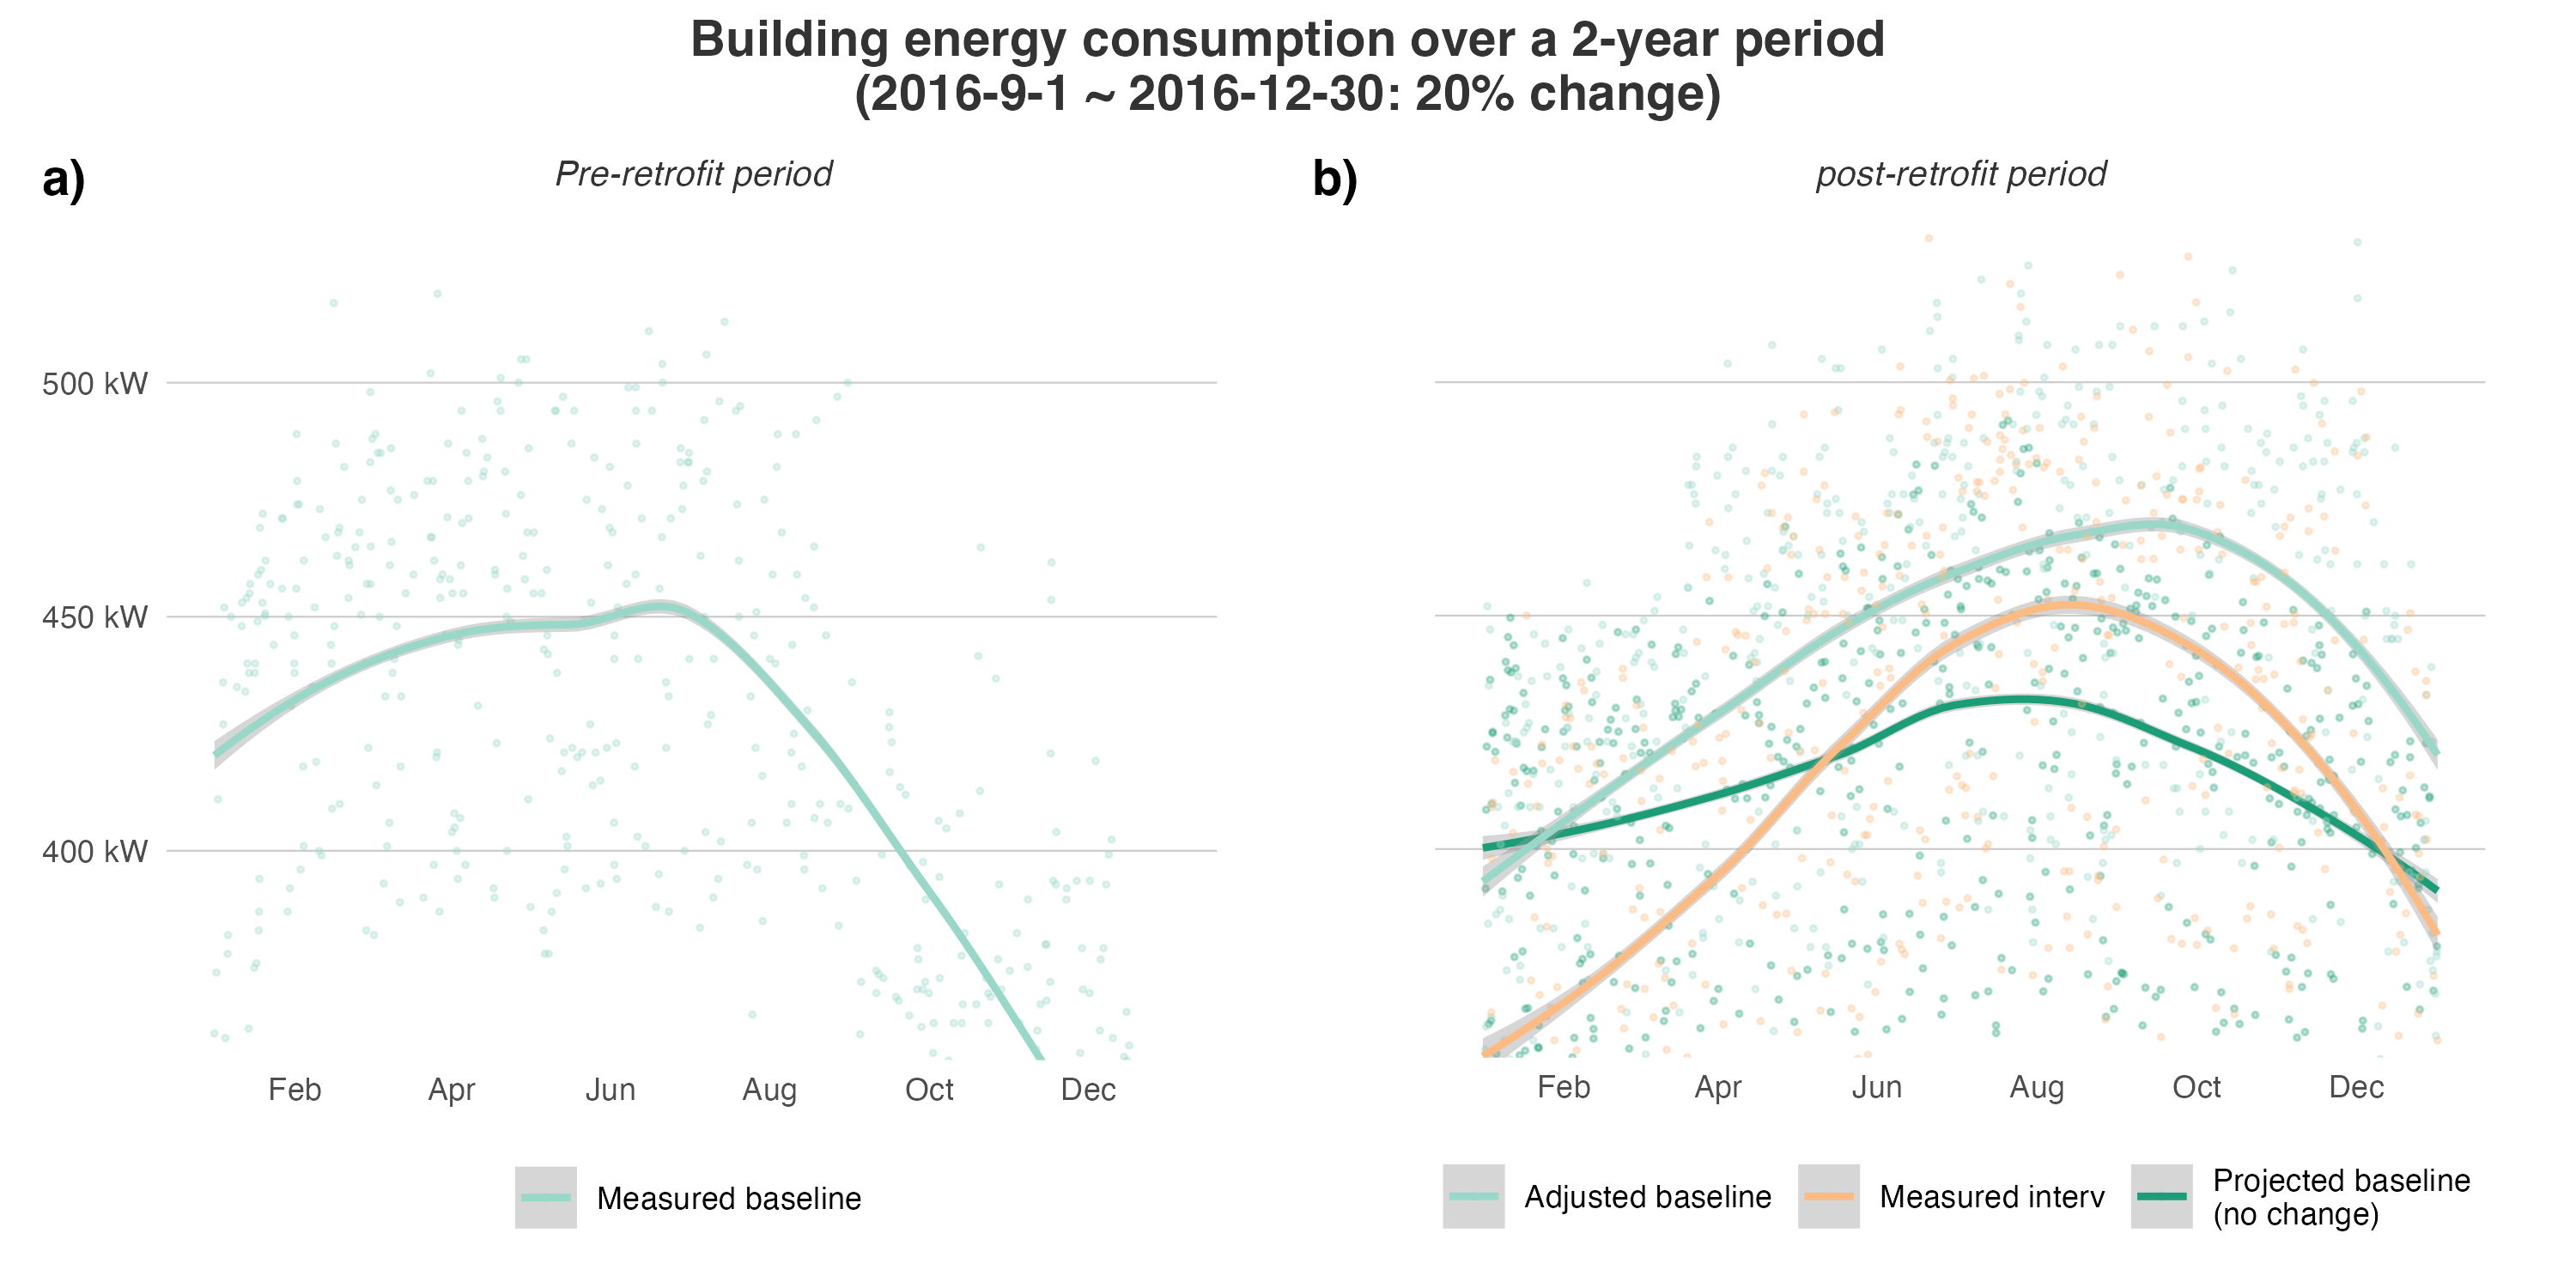 Building energy consumption over a 2-year period
(2016-9-1 ~ 2016-12-30: 20% change)
a)
Pre-retrofit period
500 kW
450 kW
400 kW
Feb Apr Jun Aug Oct Dec
Measured baseline
b)
post-retrofit period
Feb Apr Jun Aug Oct Dec
Adjusted baseline
Measured interv
Projected baseline
(no change)